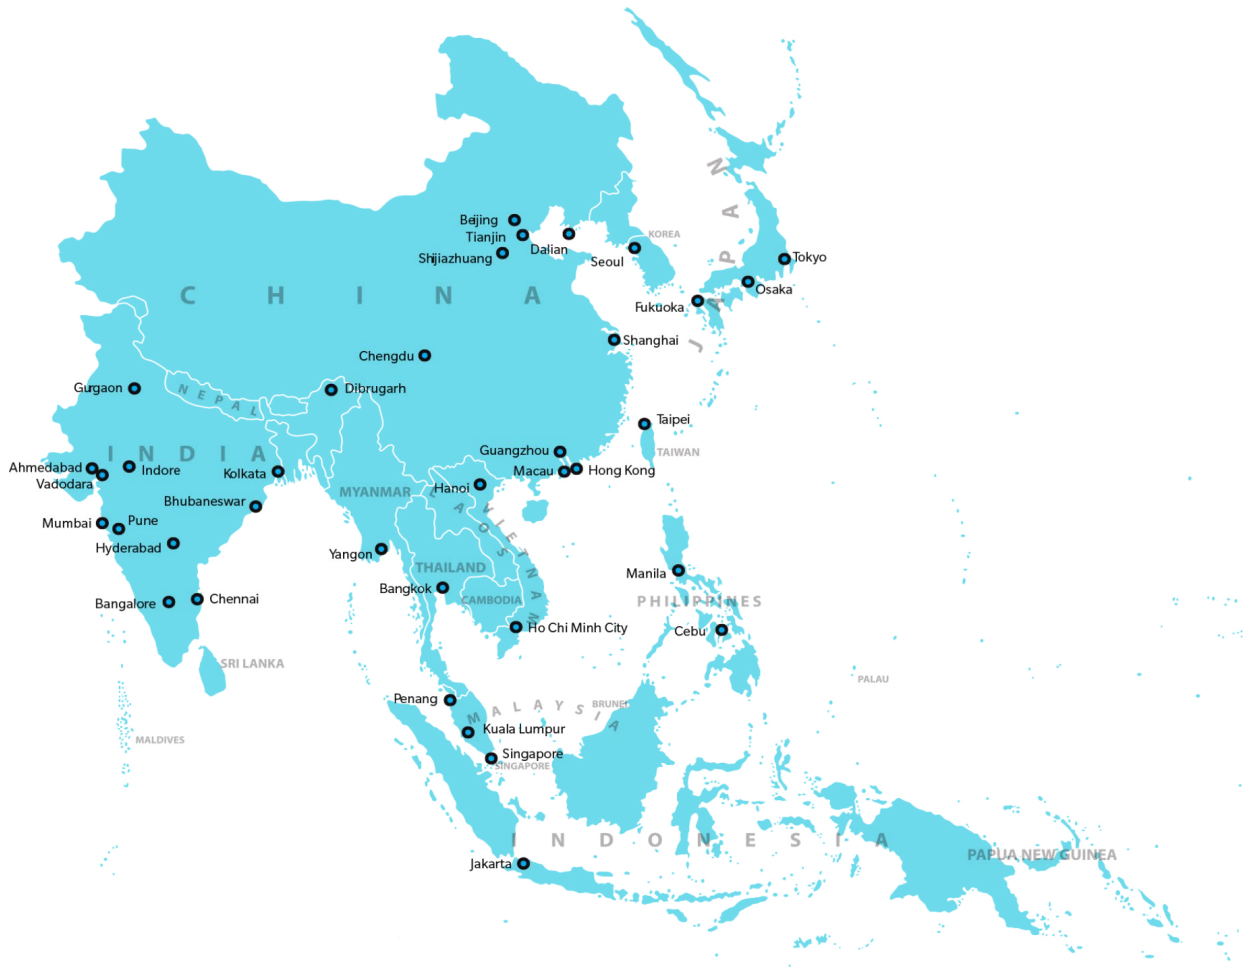 JAPAN
Beijing
Tianjin
KOREA
Dalian
Shijiazhuang
Seoul
Tokyo
Osaka
CHINA
Fukuoka
Shanghai
Chengdu
Gurgaon
Dibrugarh
NEPAL
Taipei
INDIA
Guangzhou
TAIWAN
Ahmedabad
Indore
Kolkata
Macau
Hong Kong
Vadodara
Hanoi
MYANMAR
LAOS
Bhubaneswar
VIETNAM
Mumbai
Pune
Hyderabad
Yangon
THAILAND
Manila
Bangkok
CAMBODIA
PHILIPPINES
Bangalore
Chennai
Ho Chi Minh City
Cebu
SRI LANKA
PALAU
Penang
MALAYSIA
BRUNEI
Kuala Lumpur
MALDIVES
Singapore
SINGAPORE
INDONESIA
PAPUA NEW GUINEA
Jakarta